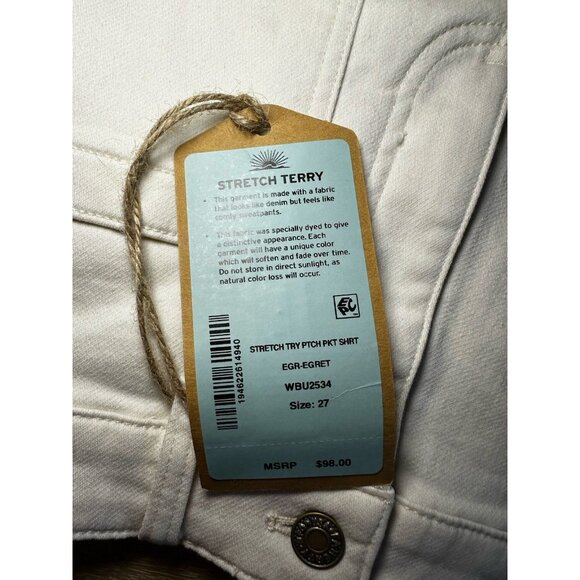 STRETCH TERRY
• This garment is made with a fabric
that looks like denim but feels like
comfy sweatpants.
• This fabric was specially dyed to give
a distinctive appearance. Each
garment will have a unique color
which will soften and fade over time.
Do not store in direct sunlight, as
natural color loss will occur.
EPC
194622614940
STRETCH TRY PTCH PKT SHRT
EGR-EGRET
WBU2534
Size: 27
MSRP $98.00